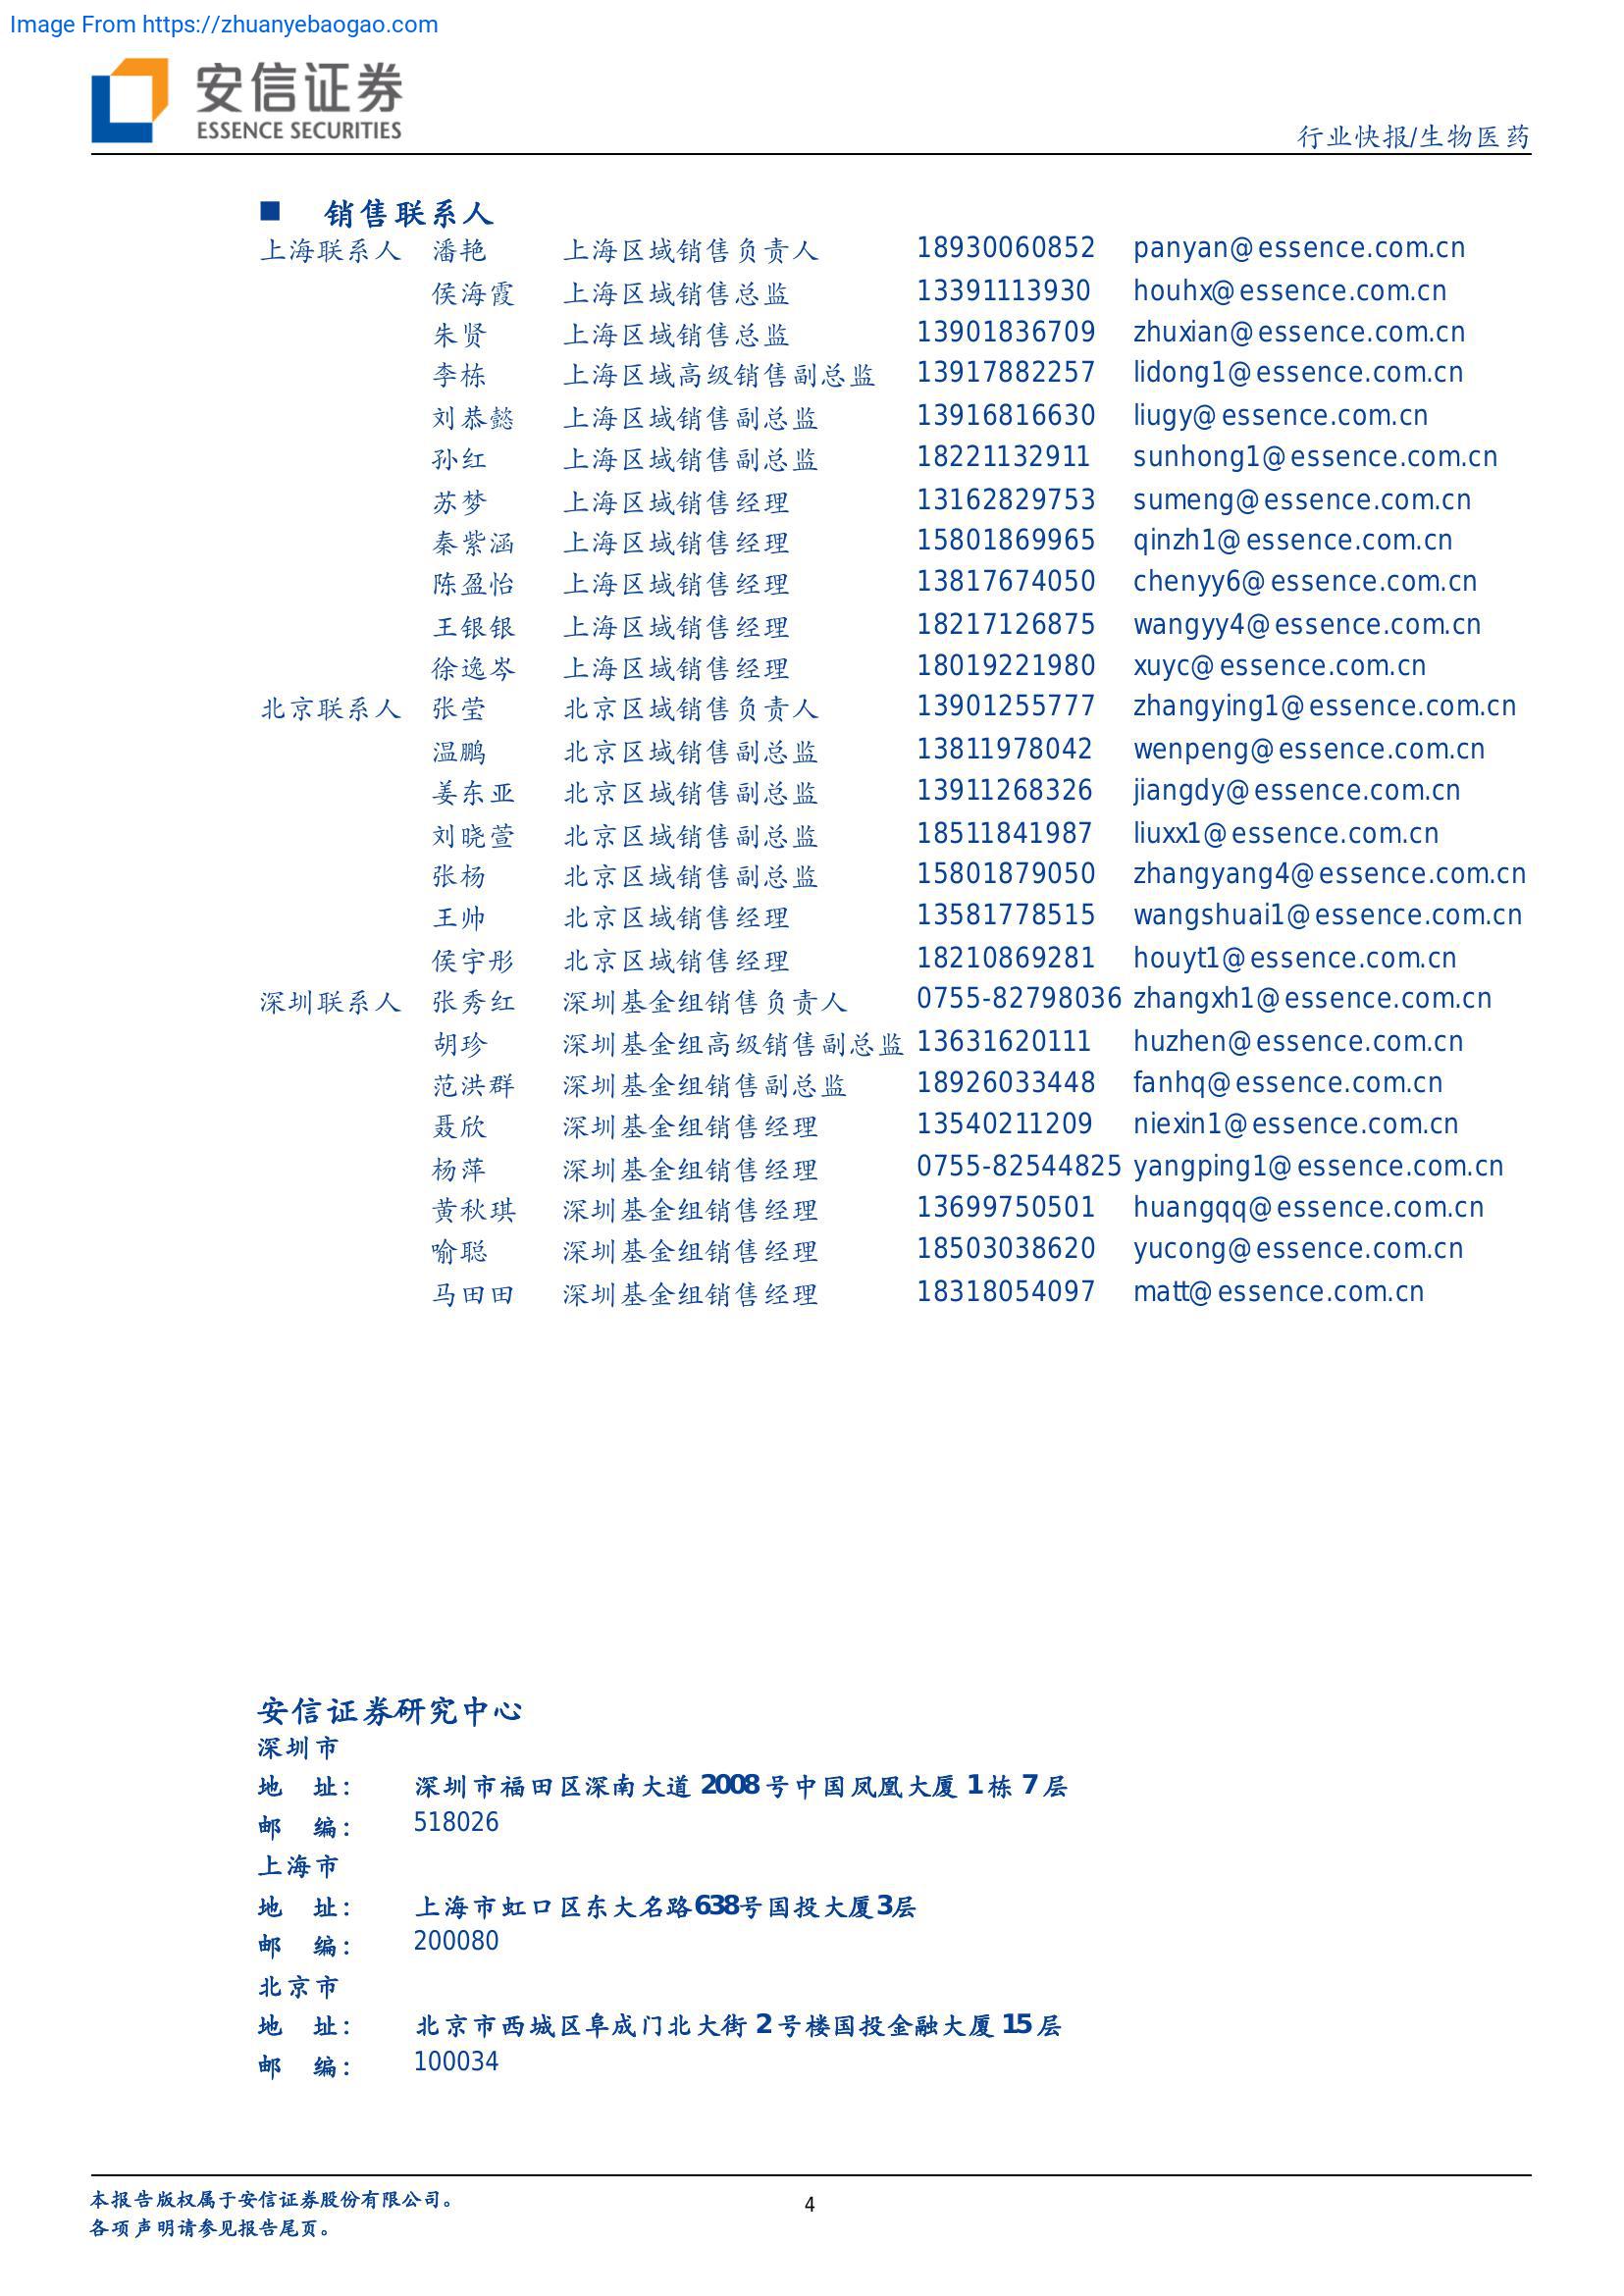 Image From https://zhuanyebaogao.com
安信证券
ESSENCE SECURITIES
行业快报/生物医药
■ 销售联系人
上海联系人 潘艳 上海区域销售负责人 18930060852 panyan@essence.com.cn
侯海霞 上海区域销售总监 13391113930 houhx@essence.com.cn
朱贤 上海区域销售总监 13901836709 zhuxian@essence.com.cn
李栋 上海区域高级销售副总监 13917882257 lidong1@essence.com.cn
刘恭懿 上海区域销售副总监 13916816630 liugy@essence.com.cn
孙红 上海区域销售副总监 18221132911 sunhong1@essence.com.cn
苏梦 上海区域销售经理 13162829753 sumeng@essence.com.cn
秦紫涵 上海区域销售经理 15801869965 qinzh1@essence.com.cn
陈盈怡 上海区域销售经理 13817674050 chenyy6@essence.com.cn
王银银 上海区域销售经理 18217126875 wangyy4@essence.com.cn
徐逸岑 上海区域销售经理 18019221980 xuyc@essence.com.cn
北京联系人 张莹 北京区域销售负责人 13901255777 zhangying1@essence.com.cn
温鹏 北京区域销售副总监 13811978042 wenpeng@essence.com.cn
姜东亚 北京区域销售副总监 13911268326 jiangdy@essence.com.cn
刘晓萱 北京区域销售副总监 18511841987 liuxx1@essence.com.cn
张杨 北京区域销售副总监 15801879050 zhangyang4@essence.com.cn
王帅 北京区域销售经理 13581778515 wangshuai1@essence.com.cn
侯宇彤 北京区域销售经理 18210869281 houyt1@essence.com.cn
深圳联系人 张秀红 深圳基金组销售负责人 0755-82798036 zhangxh1@essence.com.cn
胡珍 深圳基金组高级销售副总监 13631620111 huzhen@essence.com.cn
范洪群 深圳基金组销售副总监 18926033448 fanhq@essence.com.cn
聂欣 深圳基金组销售经理 13540211209 niexin1@essence.com.cn
杨萍 深圳基金组销售经理 0755-82544825 yangping1@essence.com.cn
黄秋琪 深圳基金组销售经理 13699750501 huangqq@essence.com.cn
喻聪 深圳基金组销售经理 18503038620 yucong@essence.com.cn
马田田 深圳基金组销售经理 18318054097 matt@essence.com.cn
安信证券研究中心
深圳市
地 址： 深圳市福田区深南大道 2008 号中国凤凰大厦 1 栋 7 层
邮 编： 518026
上海市
地 址： 上海市虹口区东大名路638号国投大厦3层
邮 编： 200080
北京市
地 址： 北京市西城区阜成门北大街 2 号楼国投金融大厦 15 层
邮 编： 100034
本报告版权属于安信证券股份有限公司。
各项声明请参见报告尾页。
4